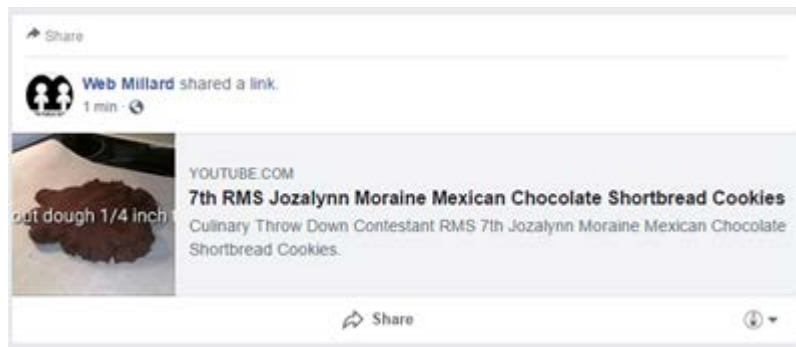 Share
Web Millard shared a link.
1 min ·
YOUTUBE.COM
7th RMS Jozalynn Moraine Mexican Chocolate Shortbread Cookies
out dough 1/4 inch
Culinary Throw Down Contestant RMS 7th Jozalynn Moraine Mexican Chocolate
Shortbread Cookies.
Share